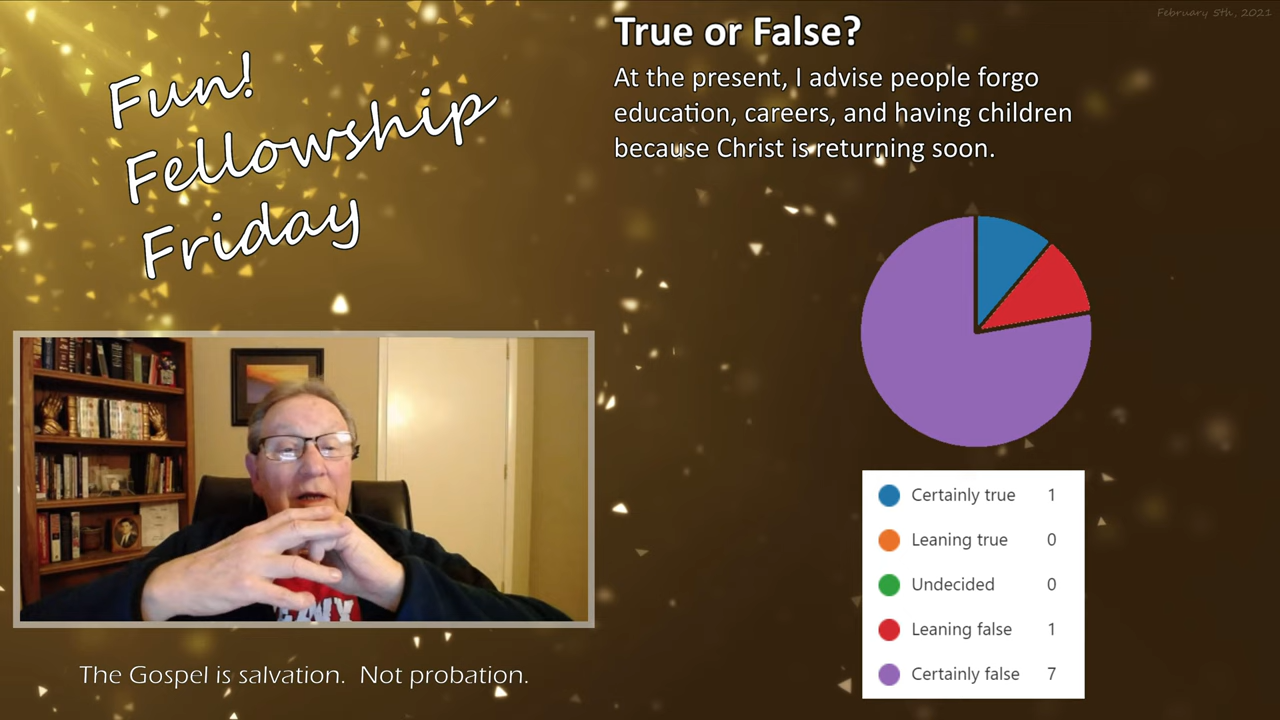 February 5th, 2021
Fun!
Fellowship
Friday
True or False?
At the present, I advise people forgo
education, careers, and having children
because Christ is returning soon.
Certainly true 1
Leaning true 0
Undecided 0
Leaning false 1
Certainly false 7
The Gospel is salvation. Not probation.